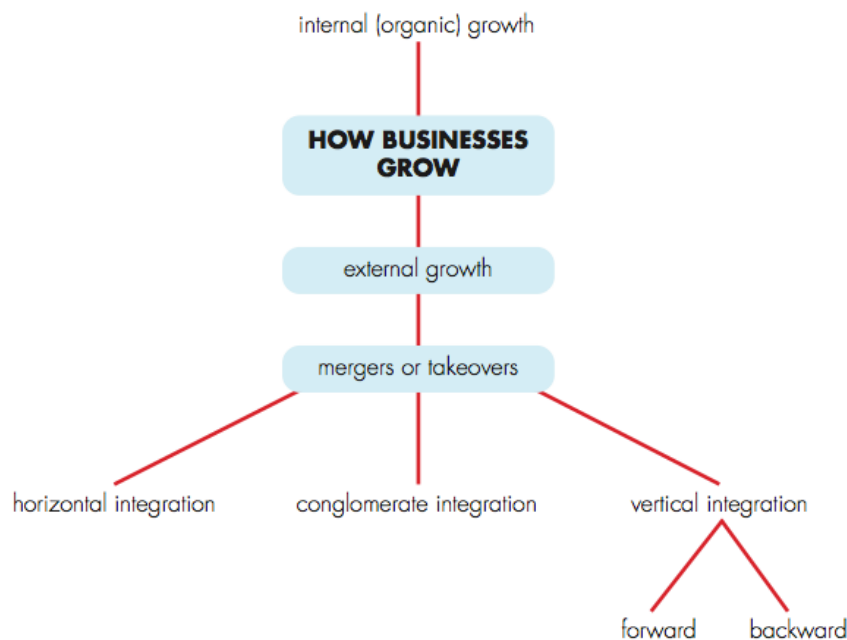 internal (organic) growth
HOW BUSINESSES
GROW
external growth
mergers or takeovers
horizontal integration
conglomerate integration
vertical integration
forward
backward